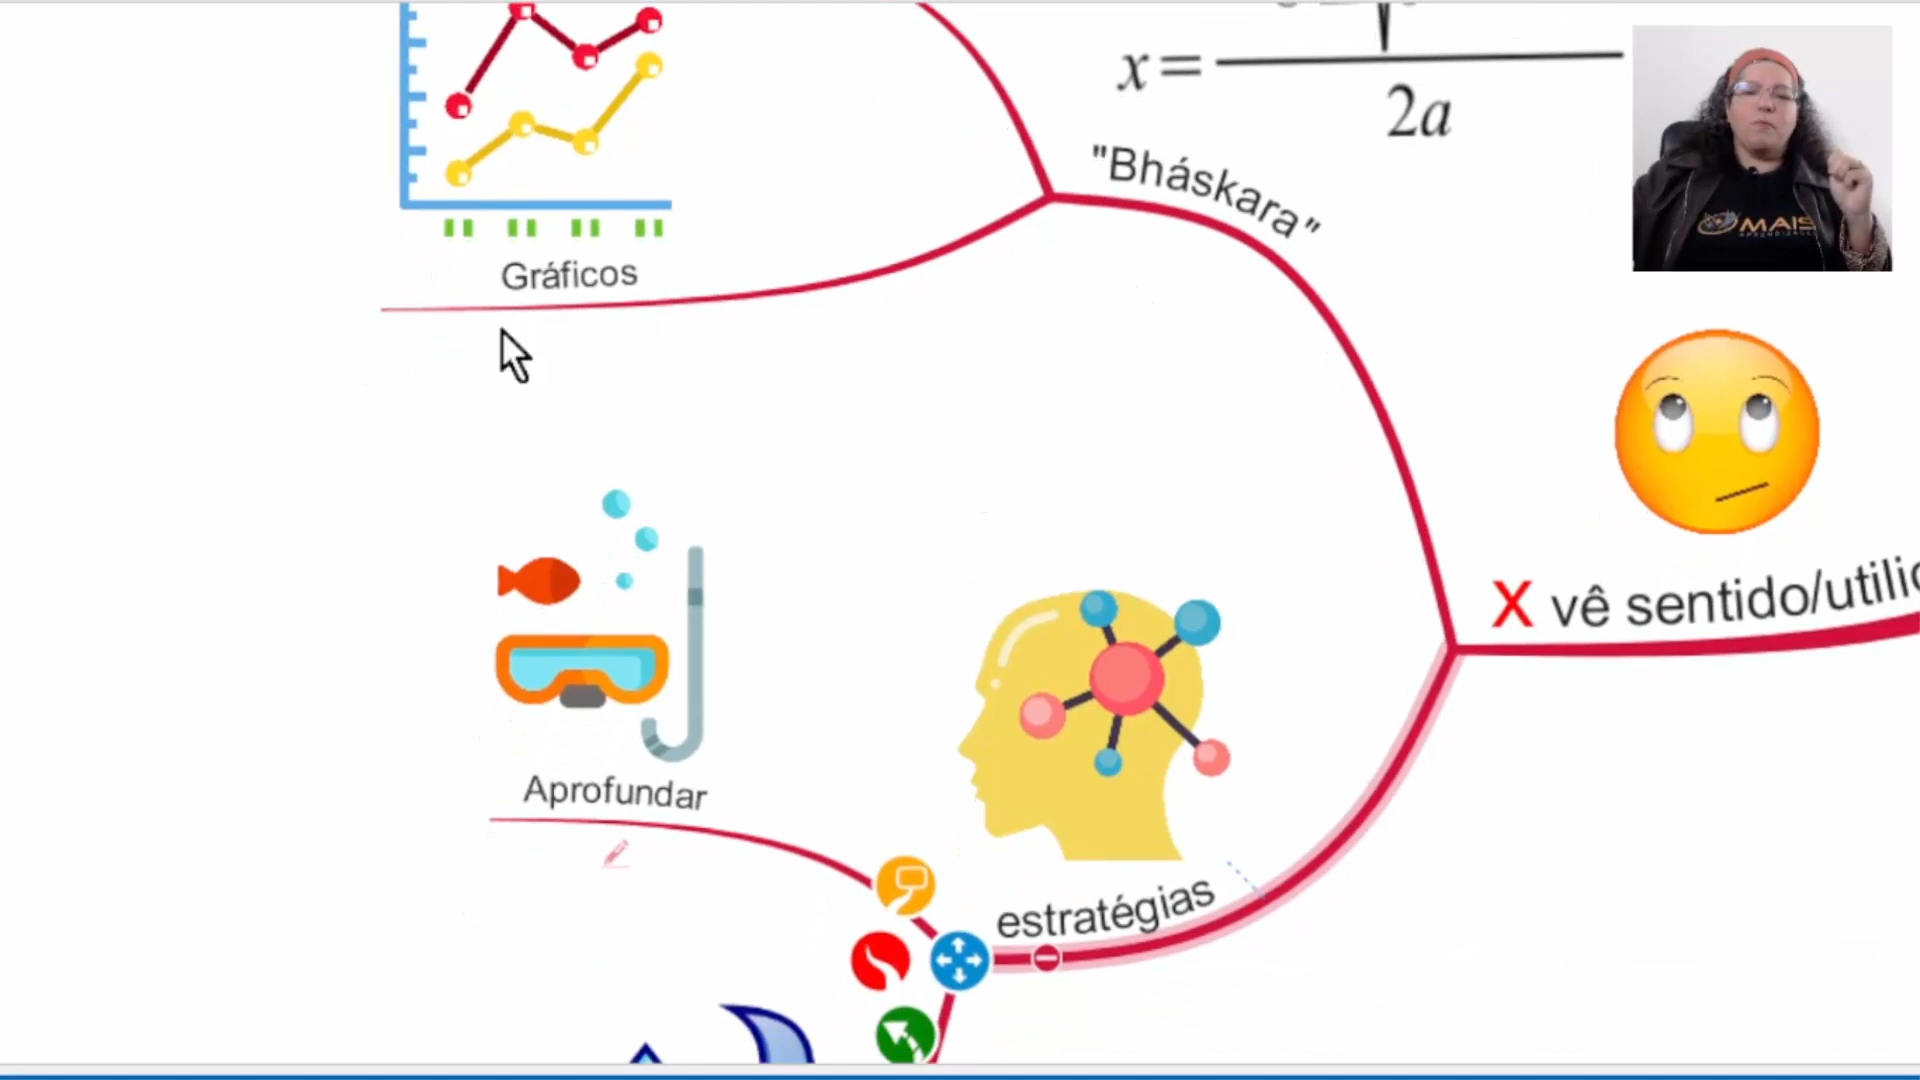 x =
2a
"Bháskara"
MAIS
Gráficos
X vê sentido/utili
Aprofundar
estratégias